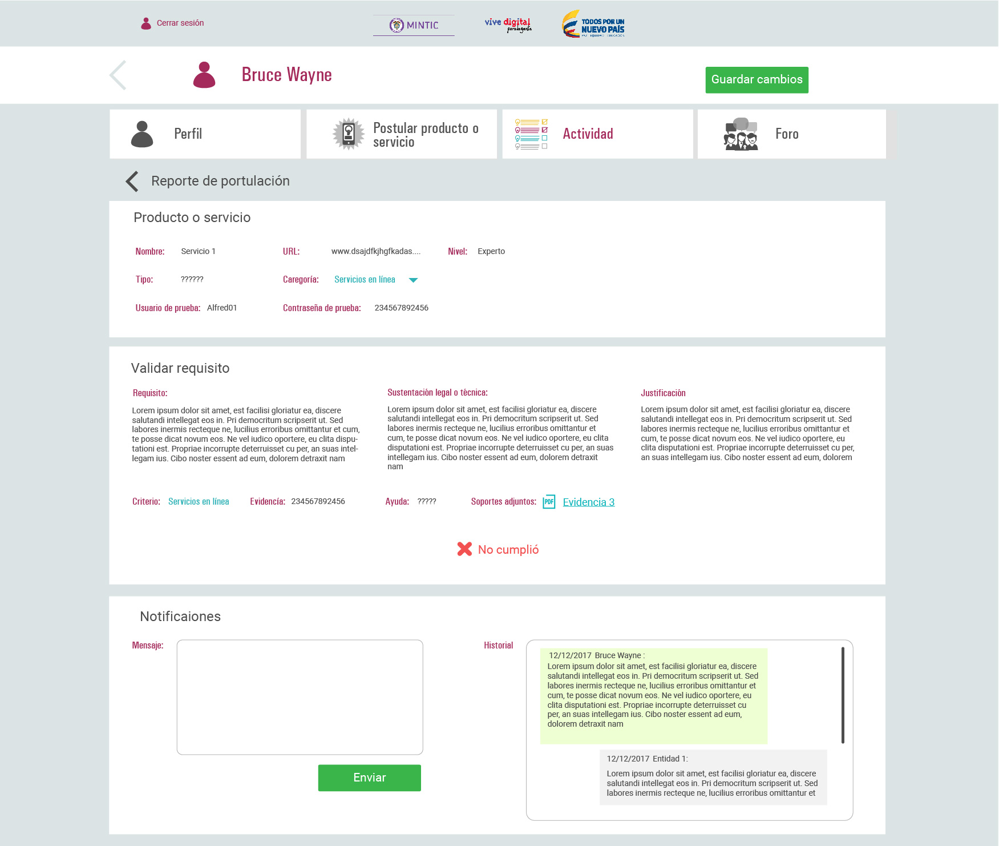 Cerrar sesión
MINTIC
vive digital
para la gente
TODOS POR UN
NUEVO PAÍS
PAZ EQUIDAD EDUCACIÓN
Bruce Wayne
Guardar cambios
Perfil
Postular producto o
servicio
Actividad
Foro
Reporte de portulación
Producto o servicio
Nombre: Servicio 1 URL: www.dsajdfkjhgfkadas.... Nivel: Experto
Tipo: ?????? Caregoría: Servicios en línea
Usuario de prueba: Alfred01 Contraseña de prueba: 234567892456
Validar requisito
Requisito:
Lorem ipsum dolor sit amet, est facilisi gloriatur ea, discere
salutandi intellegat eos in. Pri democritum scripserit ut. Sed
labores inermis recteque ne, lucilius erroribus omittantur et cum,
te posse dicat novum eos. Ne vel iudico oportere, eu clita dispu-
tationi est. Propriae incorrupte deterruisset cu per, an suas intel-
legam ius. Cibo noster essent ad eum, dolorem detraxit nam
Sustentación legal o técnica:
Lorem ipsum dolor sit amet, est facilisi gloriatur ea, discere
salutandi intellegat eos in. Pri democritum scripserit ut. Sed
labores inermis recteque ne, lucilius erroribus omittantur et
cum, te posse dicat novum eos. Ne vel iudico oportere, eu clita
disputationi est. Propriae incorrupte deterruisset cu per, an suas
intellegam ius. Cibo noster essent ad eum, dolorem detraxit
nam
Justificación
Lorem ipsum dolor sit amet, est facilisi gloriatur ea, discere
salutandi intellegat eos in. Pri democritum scripserit ut. Sed
labores inermis recteque ne, lucilius erroribus omittantur et
cum, te posse dicat novum eos. Ne vel iudico oportere, eu
clita disputationi est. Propriae incorrupte deterruisset cu per,
an suas intellegam ius. Cibo noster essent ad eum, dolorem
Criterio: Servicios en línea Evidencía: 234567892456 Ayuda: ????? Soportes adjuntos: PDF Evidencia 3
No cumplió
Notificaiones
Mensaje:
Enviar
Historial
12/12/2017 Bruce Wayne :
Lorem ipsum dolor sit amet, est facilisi gloriatur ea, discere
salutandi intellegat eos in. Pri democritum scripserit ut. Sed
labores inermis recteque ne, lucilius erroribus omittantur et
cum, te posse dicat novum eos. Ne vel iudico oportere, eu
clita disputationi est. Propriae incorrupte deterruisset cu
per, an suas intellegam ius. Cibo noster essent ad eum,
dolorem detraxit nam
12/12/2017 Entidad 1:
Lorem ipsum dolor sit amet, est facilisi gloriatur ea, discere
salutandi intellegat eos in. Pri democritum scripserit ut. Sed
labores inermis recteque ne, lucilius erroribus omittantur et